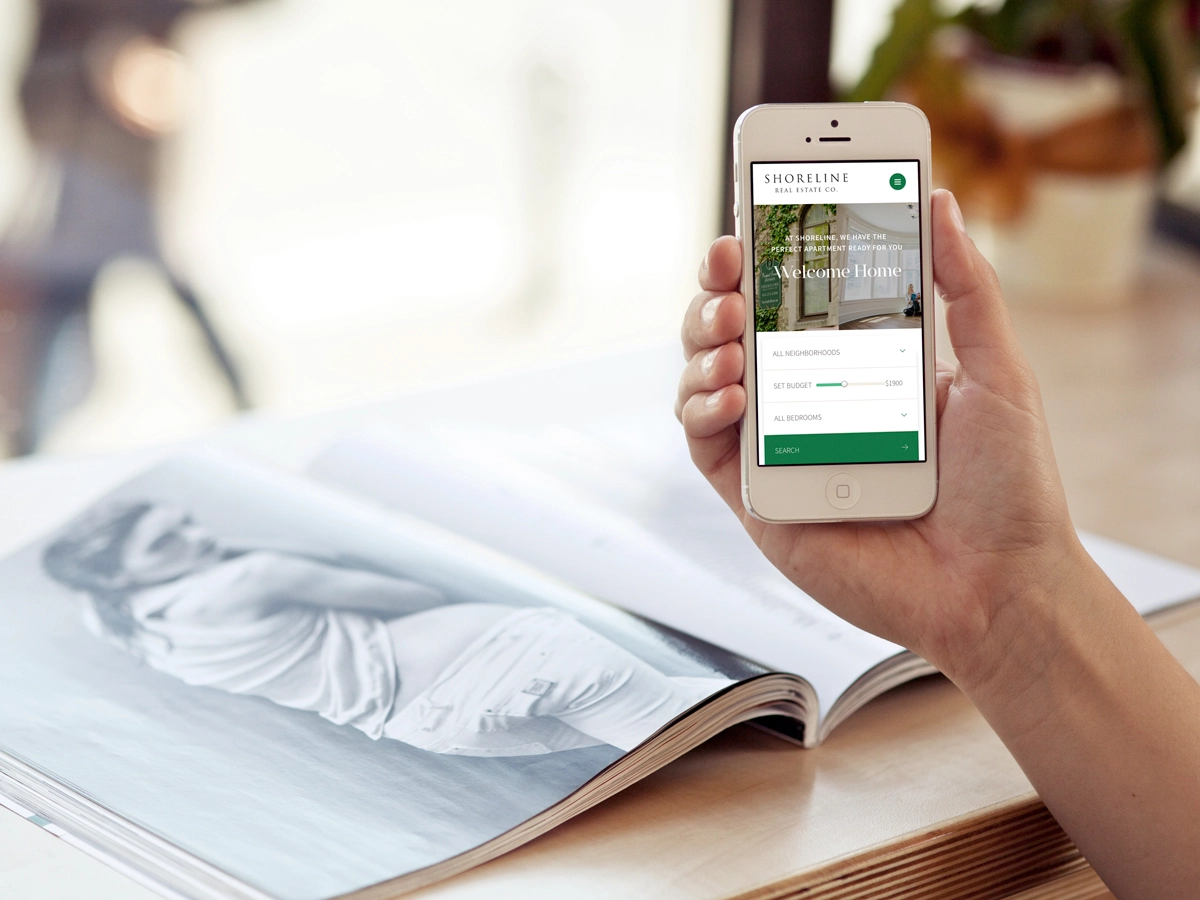 SHORELINE
REAL ESTATE CO.
AT SHORELINE, WE HAVE THE
PERFECT APARTMENT READY FOR YOU
Welcome Home
ALL NEIGHBORHOODS
SET BUDGET $1900
ALL BEDROOMS
SEARCH